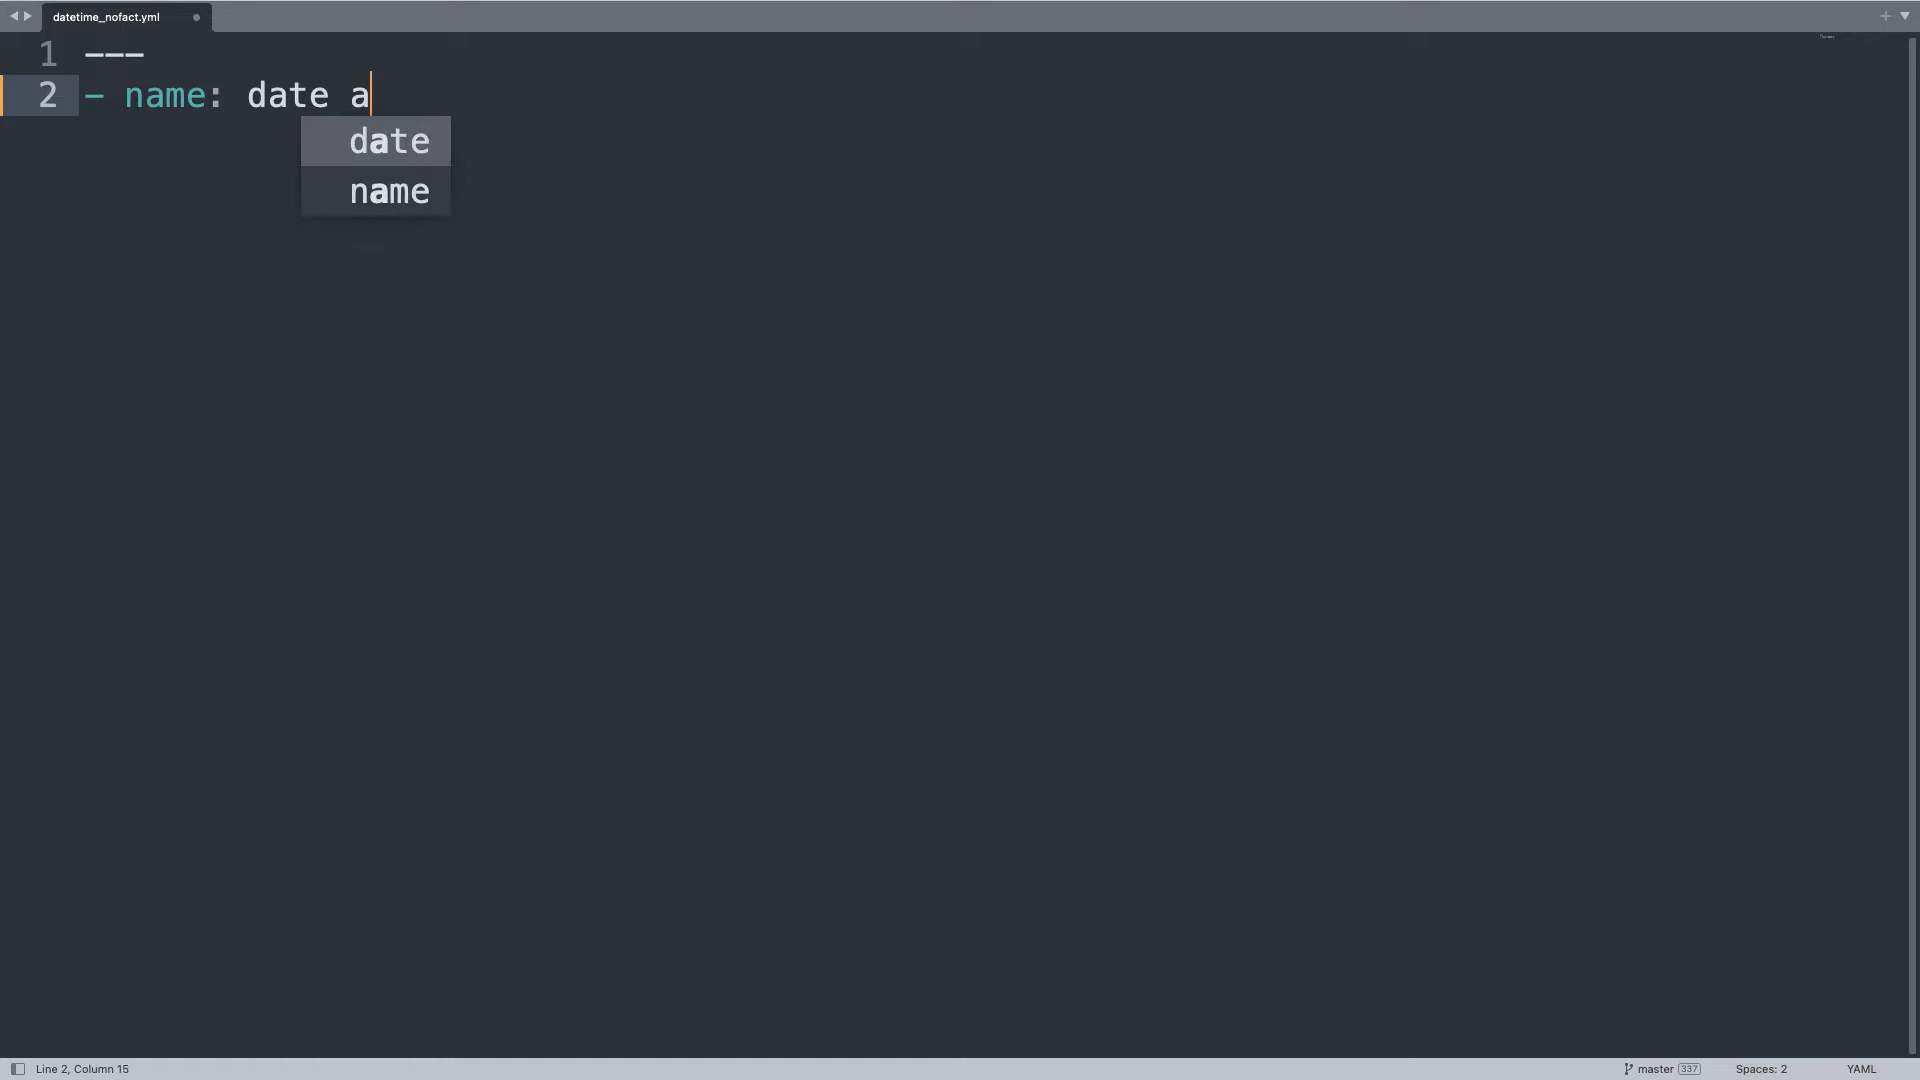 datetime_nofact.yml
1 ---
2 - name: date a
date
name
Line 2, Column 15 master 337 Spaces: 2 YAML